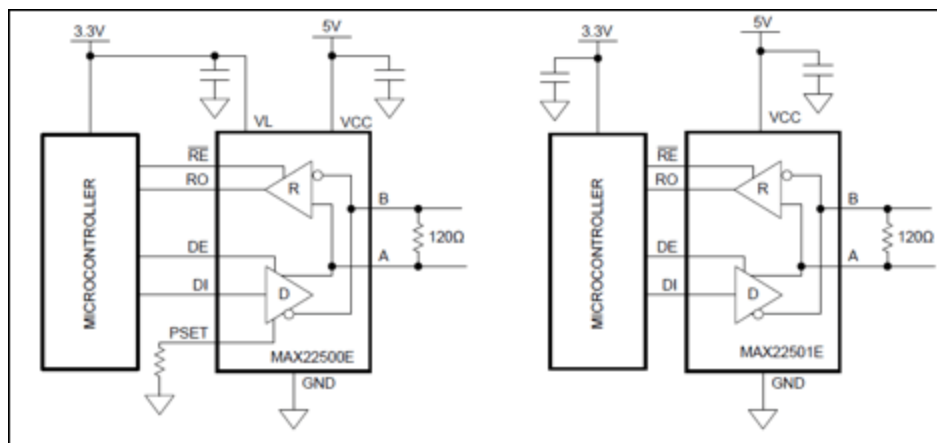 3.3V
5V
VL
VCC
MICROCONTROLLER
RE
RO
R
B
120Ω
DE
A
DI
D
PSET
MAX22500E
GND
3.3V
5V
VCC
MICROCONTROLLER
RE
RO
R
B
120Ω
DE
A
DI
D
MAX22501E
GND